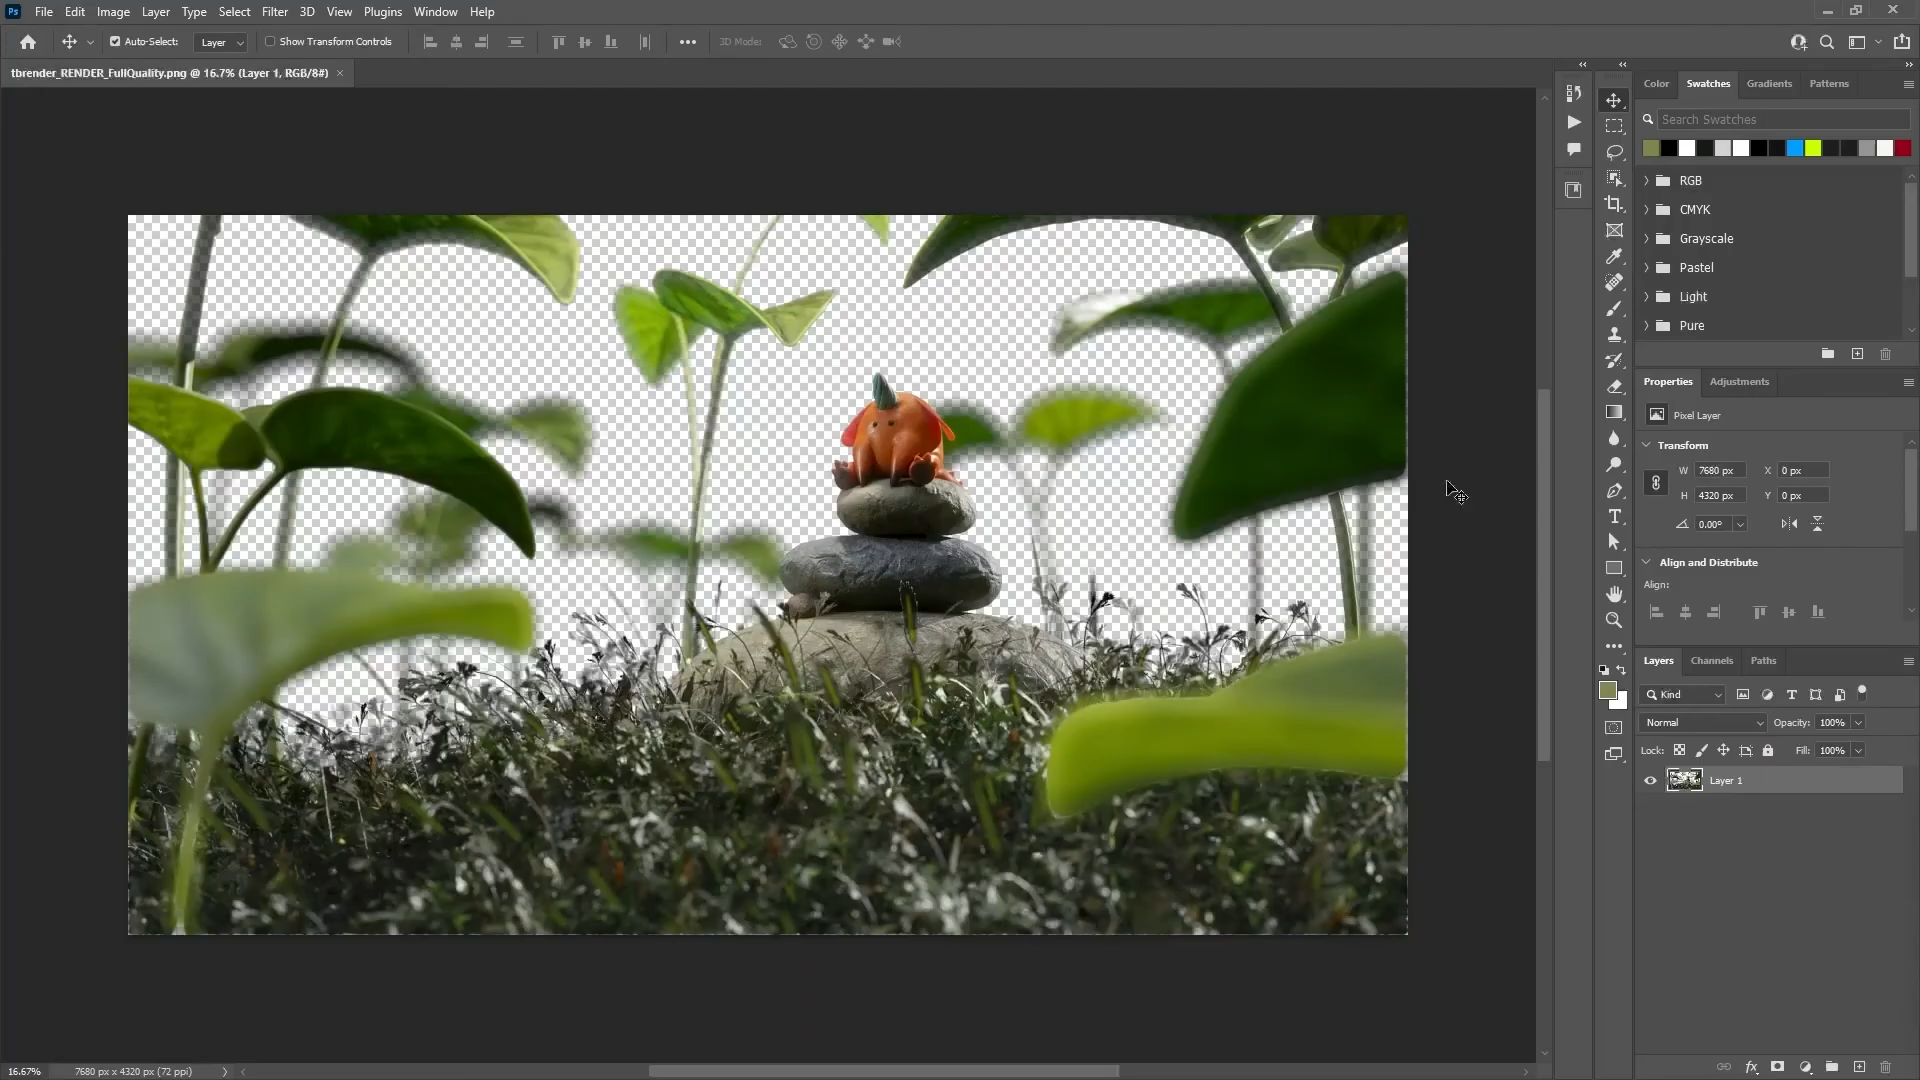 Ps File Edit Image Layer Type Select Filter 3D View Plugins Window Help
Auto-Select: Layer Show Transform Controls 3D Mode:
tbrender_RENDER_FullQuality.png @ 16.7% (Layer 1, RGB/8#) ×
Color Swatches Gradients Patterns
Search Swatches
RGB
CMYK
Grayscale
Pastel
Light
Pure
Properties Adjustments
Pixel Layer
Transform
W 7680 px X 0 px
H 4320 px Y 0 px
0.00°
Align and Distribute
Align:
Layers Channels Paths
Kind
Normal Opacity: 100%
Lock: Fill: 100%
Layer 1
16.67% 7680 px x 4320 px (72 ppi)